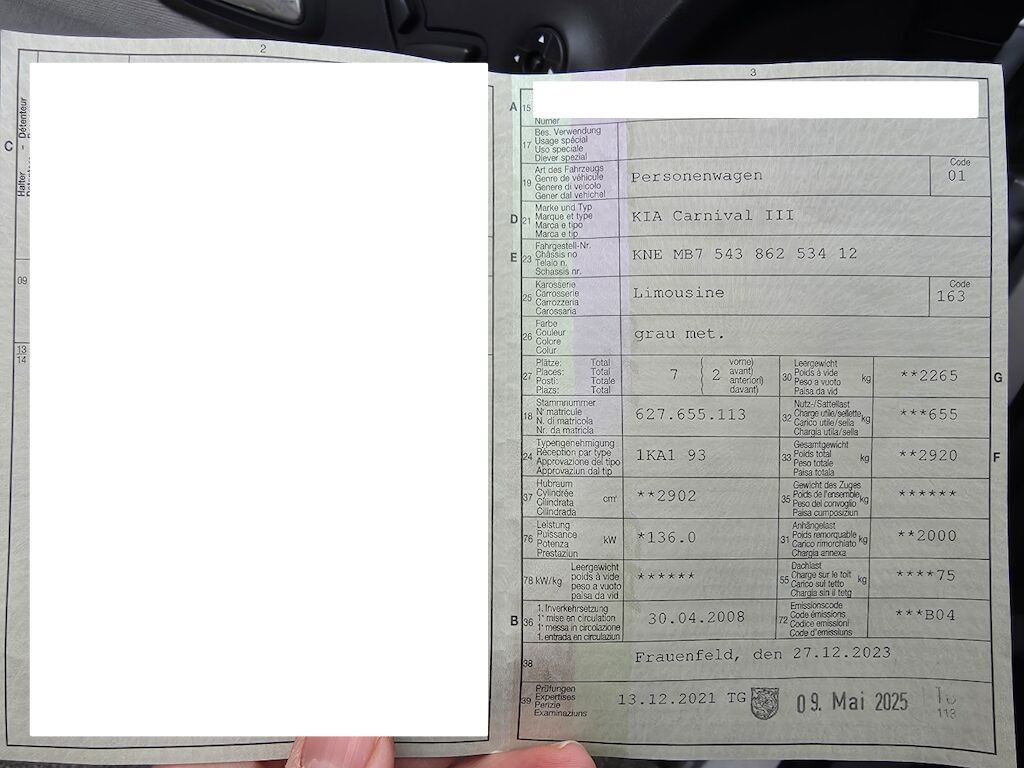 2
C
Halter - Détenteur
09
13
14
3
A 15
Numer
17 Bes. Verwendung
Usage spécial
Uso speciale
Diever spezial
19 Art des Fahrzeugs
Genre de véhicule
Genere di veicolo
Gener dal vehichel
Personenwagen
Code
01
D 21 Marke und Typ
Marque et type
Marca e tipo
Marca e tip
KIA Carnival III
E 23 Fahrgestell-Nr.
Châssis no
Telaio n.
Schassis nr.
KNE MB7 543 862 534 12
25 Karosserie
Carrosserie
Carrozzeria
Carossaria
Limousine
Code
163
26 Farbe
Couleur
Colore
Colur
grau met.
27 Plätze: Total
Places: Total
Posti: Totale
Plazs: Total
7 ( 2 vorne)
avant)
anteriori)
davant)
30 Leergewicht
Poids à vide
Peso a vuoto
Paisa da vid
kg
**2265
G
18 Stammnummer
N° matricule
N. di matricola
Nr. da matricla
627.655.113
32 Nutz-/Sattellast
Charge utile/sellette
Carico utile/sella
Chargia utila/sella
kg
***655
24 Typengenehmigung
Réception par type
Approvazione del tipo
Approvaziun dal tip
1KA1 93
33 Gesamtgewicht
Poids total
Peso totale
Paisa totala
kg
**2920
F
37 Hubraum
Cylindrée
Cilindrata
Cilindrada
cm³
**2902
35 Gewicht des Zuges
Poids de l'ensemble
Peso del convoglio
Paisa cumposiziun
kg
******
76 Leistung
Puissance
Potenza
Prestaziun
kW
*136.0
31 Anhängelast
Poids remorquable
Carico rimorchiato
Chargia annexa
kg
**2000
78 kW/kg Leergewicht
poids à vide
peso a vuoto
paisa da vid
******
55 Dachlast
Charge sur le toit
Carico sul tetto
Chargia sin il tetg
kg
****75
B 36 1. Inverkehrsetzung
1ʳᵉ mise en circulation
1ª messa in circolazione
1. entrada en circulaziun
30.04.2008
72 Emissionscode
Code émissions
Codice emissioni
Code d'emissiuns
***B04
38 Frauenfeld, den 27.12.2023
39 Prüfungen
Expertises
Perizie
Examinaziuns
13.12.2021 TG 09. Mai 2025
113